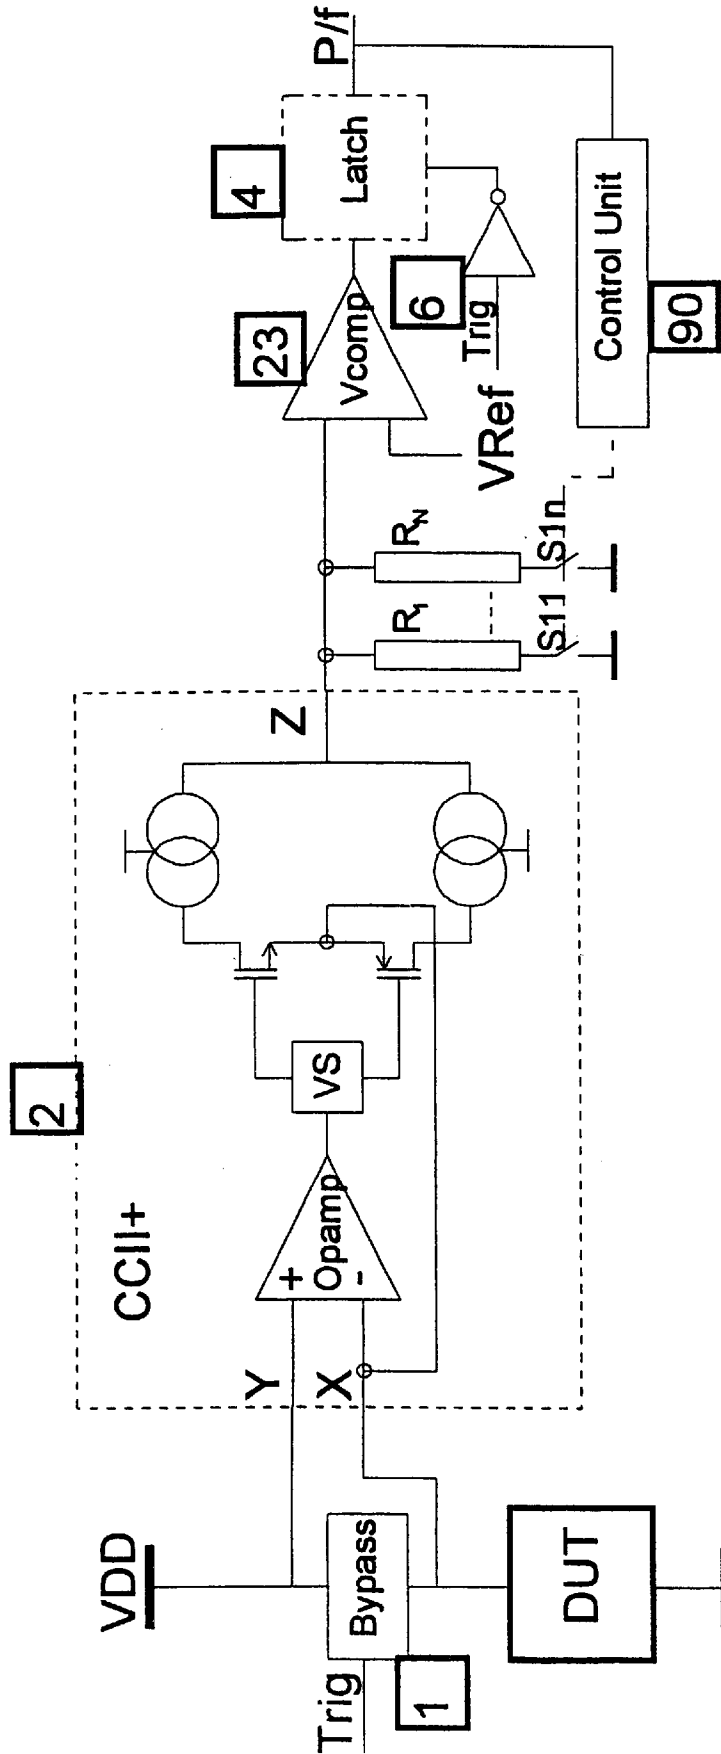 VDD
Trig
Bypass
1
DUT
2
CCII+
Y
X
+
-
Opamp
VS
Z
R1
RN
S11
S1n
VRef
Vcomp
23
Latch
4
Trig
6
P/f
Control Unit
90